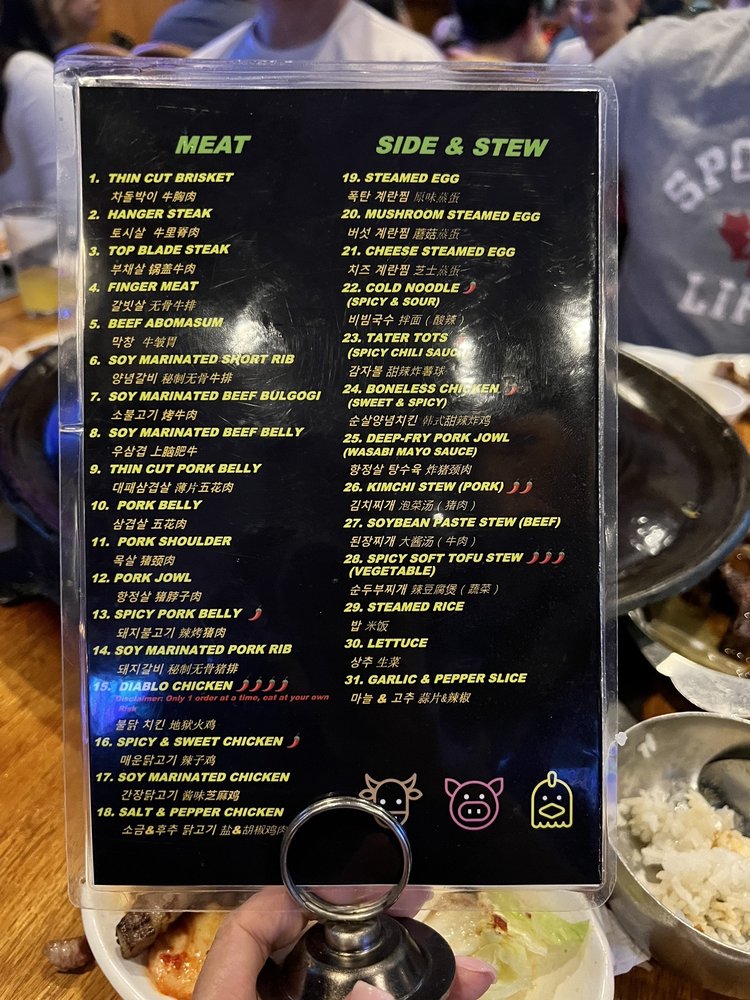 MEAT
1. THIN CUT BRISKET
차돌박이 牛胸肉
2. HANGER STEAK
토시살 牛里脊肉
3. TOP BLADE STEAK
부채살 锅盖牛肉
4. FINGER MEAT
갈빗살 无骨牛排
5. BEEF ABOMASUM
막창 牛皱胃
6. SOY MARINATED SHORT RIB
양념갈비 秘制无骨牛排
7. SOY MARINATED BEEF BULGOGI
소불고기 烤牛肉
8. SOY MARINATED BEEF BELLY
우삼겹 上脑肥牛
9. THIN CUT PORK BELLY
대패삼겹살 薄片五花肉
10. PORK BELLY
삼겹살 五花肉
11. PORK SHOULDER
목살 猪颈肉
12. PORK JOWL
항정살 猪脖子肉
13. SPICY PORK BELLY
돼지불고기 辣烤猪肉
14. SOY MARINATED PORK RIB
돼지갈비 秘制无骨猪排
15. DIABLO CHICKEN
Disclaimer: Only 1 order at a time, eat at your own
Risk
불닭 치킨 地獄火鸡
16. SPICY & SWEET CHICKEN
매운닭고기 辣子鸡
17. SOY MARINATED CHICKEN
간장닭고기 酱味芝麻鸡
18. SALT & PEPPER CHICKEN
소금&후추 닭고기 盐&胡椒鸡肉
SIDE & STEW
19. STEAMED EGG
폭탄 계란찜 原味蒸蛋
20. MUSHROOM STEAMED EGG
버섯 계란찜 蘑菇蒸蛋
21. CHEESE STEAMED EGG
치즈 계란찜 芝士蒸蛋
22. COLD NOODLE
(SPICY & SOUR)
비빔국수 拌面 ( 酸辣 )
23. TATER TOTS
(SPICY CHILI SAUCE)
감자볼 甜辣炸薯球
24. BONELESS CHICKEN
(SWEET & SPICY)
순살양념치킨 韩式甜辣炸鸡
25. DEEP-FRY PORK JOWL
(WASABI MAYO SAUCE)
항정살 탕수육 炸猪颈肉
26. KIMCHI STEW (PORK)
김치찌개 泡菜汤 ( 猪肉 )
27. SOYBEAN PASTE STEW (BEEF)
된장찌개 大酱汤 ( 牛肉 )
28. SPICY SOFT TOFU STEW
(VEGETABLE)
순두부찌개 辣豆腐煲 ( 蔬菜 )
29. STEAMED RICE
밥 米饭
30. LETTUCE
상추 生菜
31. GARLIC & PEPPER SLICE
마늘 & 고추 蒜片&辣椒